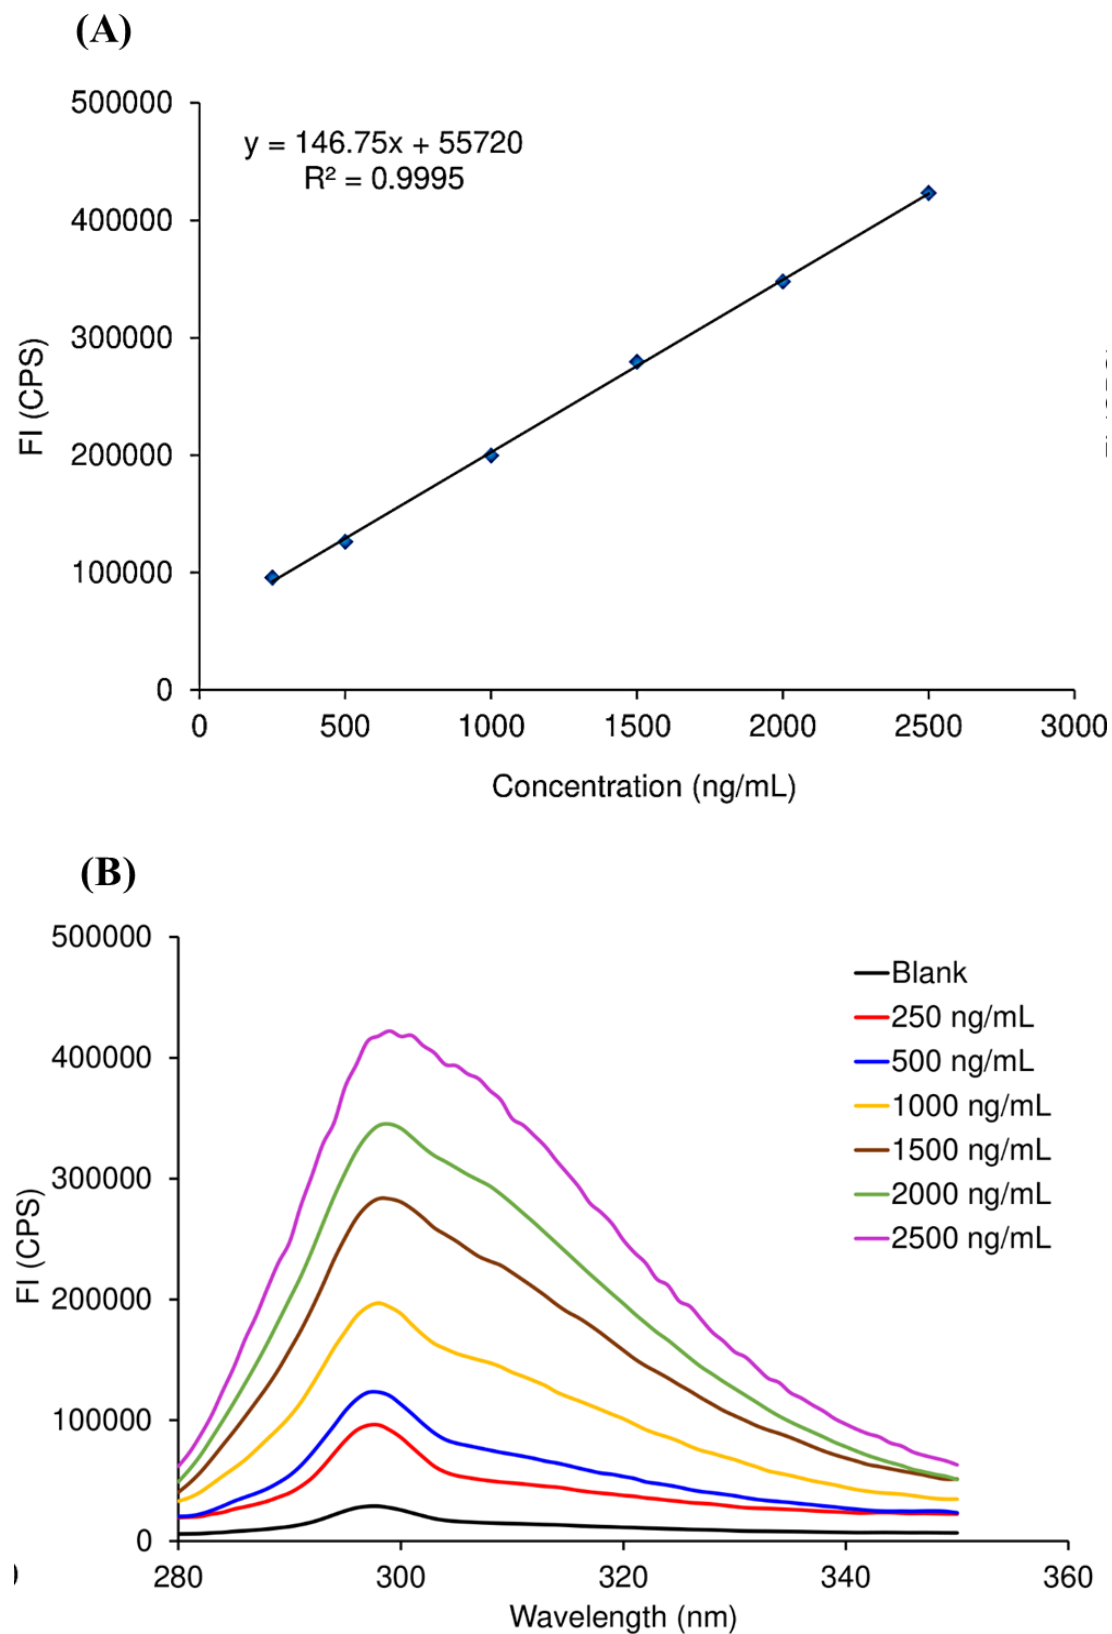 (A)
500000
400000
300000
200000
100000
0
y = 146.75x + 55720
R² = 0.9995
FI (CPS)
0 500 1000 1500 2000 2500 3000
Concentration (ng/mL)
(B)
500000
400000
300000
200000
100000
0
FI (CPS)
Blank
250 ng/mL
500 ng/mL
1000 ng/mL
1500 ng/mL
2000 ng/mL
2500 ng/mL
280 300 320 340 360
Wavelength (nm)